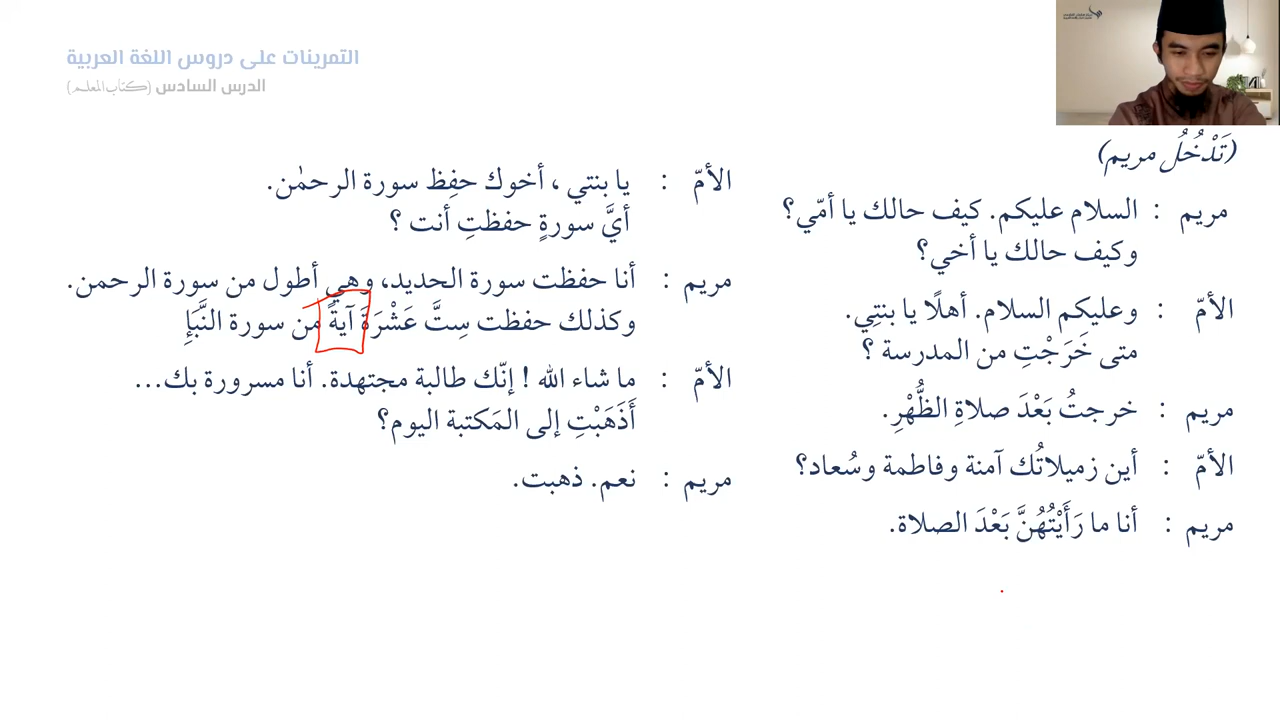 التمرينات على دروس اللغة العربية
الدرس السادس (كتاب المعلم)
(تَدْخُلُ مريم)
مريم : السلام عليكم. كيف حالك يا أمّي؟
وكيف حالك يا أخي؟
الأمّ : وعليكم السلام. أهلًا يا بنتِي.
متى خَرَجْتِ من المدرسة ؟
مريم : خرجتُ بَعْدَ صلاةِ الظُّهْرِ.
الأمّ : أين زميلاتُك آمنة وفاطمة وسُعاد؟
مريم : أنا ما رَأَيْتُهُنَّ بَعْدَ الصلاة.
الأمّ : يا بنتي ، أخوك حفِظ سورة الرحمٰن.
أيَّ سورةٍ حفظتِ أنت ؟
مريم : أنا حفظت سورة الحديد، وهي أطول من سورة الرحمن.
وكذلك حفظت سِتَّ عَشْرَةَ آيةً من سورة النَّبَإِ
الأمّ : ما شاء الله ! إنّك طالبة مجتهدة. أنا مسرورة بك...
أَذَهَبْتِ إلى المَكتبة اليوم؟
مريم : نعم. ذهبت.